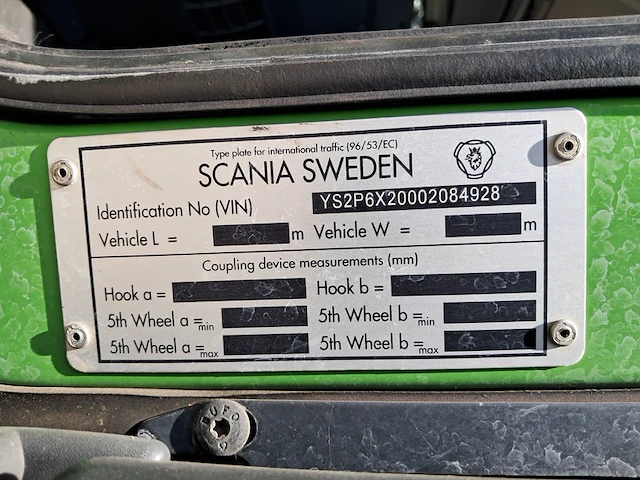 Type plate for international traffic (96/53/EC)
SCANIA SWEDEN
Identification No (VIN) YS2P6X20002084928
Vehicle L = m Vehicle W = m
Coupling device measurements (mm)
Hook a = Hook b =
5th Wheel a =min 5th Wheel b =min
5th Wheel a =max 5th Wheel b =max